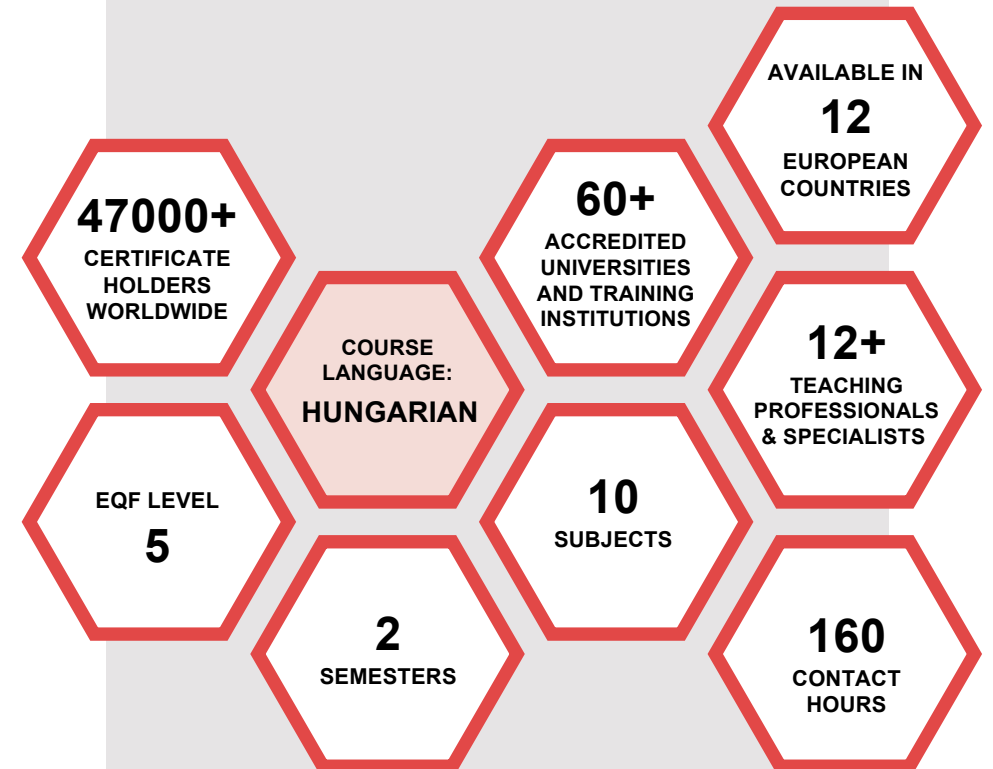 AVAILABLE IN
12
EUROPEAN
COUNTRIES
47000+
CERTIFICATE
HOLDERS
WORLDWIDE
60+
ACCREDITED
UNIVERSITIES
AND TRAINING
INSTITUTIONS
COURSE
LANGUAGE:
HUNGARIAN
12+
TEACHING
PROFESSIONALS
& SPECIALISTS
EQF LEVEL
5
10
SUBJECTS
2
SEMESTERS
160
CONTACT
HOURS